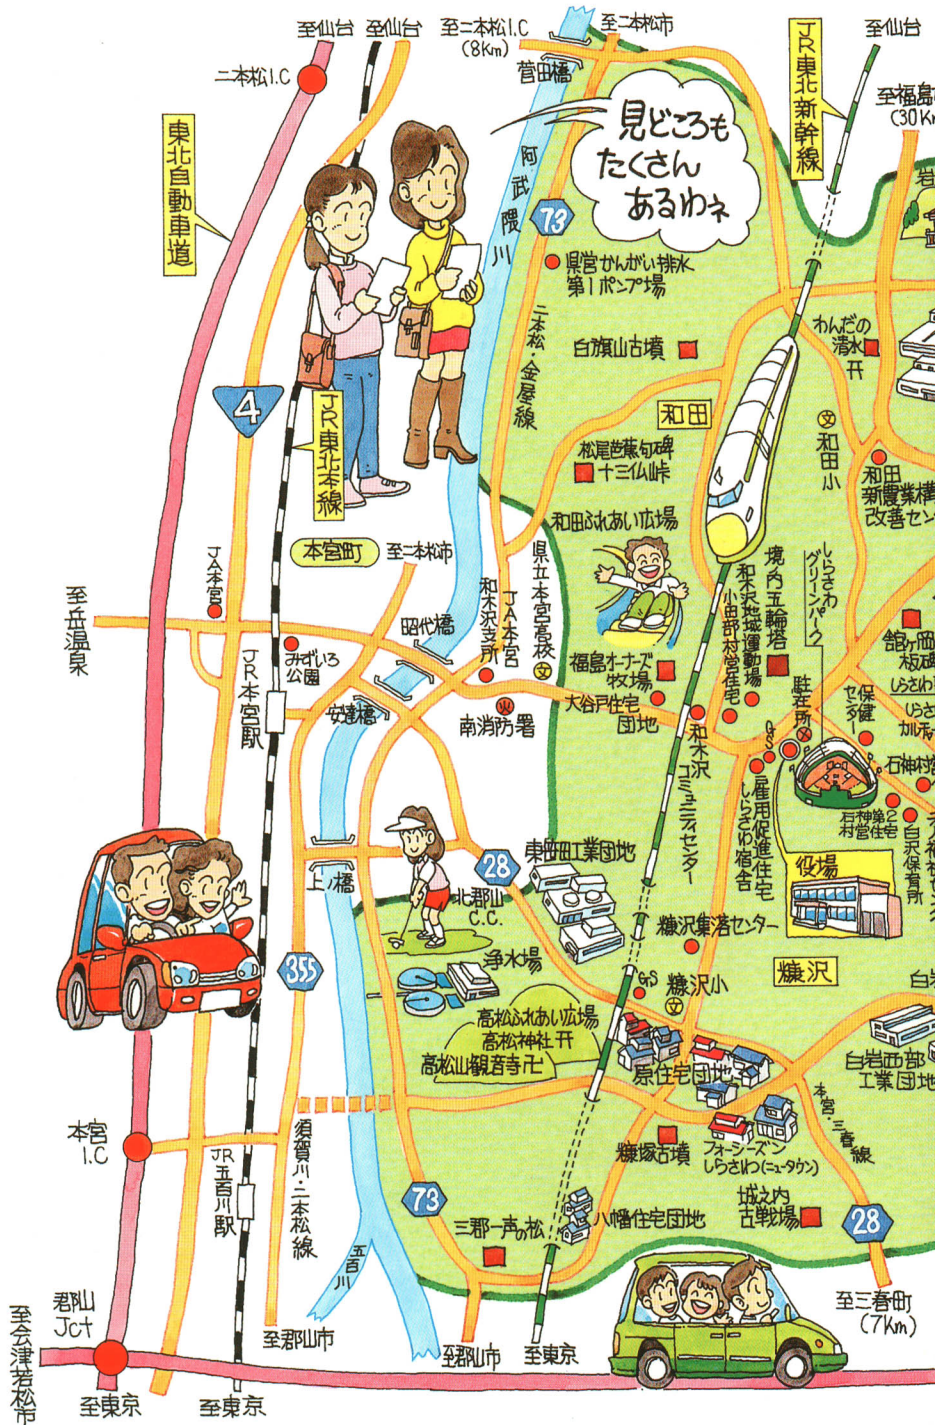 至仙台
至仙台
至二本松I.C
(8Km)
至二本松市
至仙台
JR東北新幹線
二本松I.C
菅田橋
見どころも
たくさん
あるわネ
東北自動車道
阿武隈川
73
県営かんがい排水
第1ポンプ場
二本松・金屋線
白旗山古墳
わんだの
清水
4
JR東北本線
和田
文
和田小
松尾芭蕉句碑
十三仏峠
和田
和田ふれあい広場
本宮町
至二本松市
JA本宮
至岳温泉
昭代橋
和木沢支所
JA本宮
県立本宮高校
文
みずいろ
公園
JR本宮駅
安達橋
火
南消防署
福島オーナーズ
牧場
大谷戸住宅
団地
小田部村営住宅
和木沢地域運動場
境ノ内五輪塔
しらさわ
グリーンパーク
駐在所
保健
センター
和木沢
コミュニティセンター
GS
雇用促進住宅
しらさわ宿舎
石神第2
村営住宅
白沢保育所
役場
上ノ橋
28
東笹田工業団地
北郡山
C.C.
355
浄水場
糠沢集落センター
糠沢
GS
文
糠沢小
高松ふれあい広場
高松神社
高松山観音寺卍
原住宅団地
白岩西部
工業団地
本宮・三春線
本宮
I.C
JR五百川駅
須賀川・二本松線
糠塚古墳
フォーシーズン
しらさわ(ニュータウン)
73
三郡一声の松
八幡住宅団地
城之内
古戦場
28
五百川
郡山
Jct
至会津若松市
至東京
至東京
至郡山市
至郡山市
至東京
至三春町
(7Km)